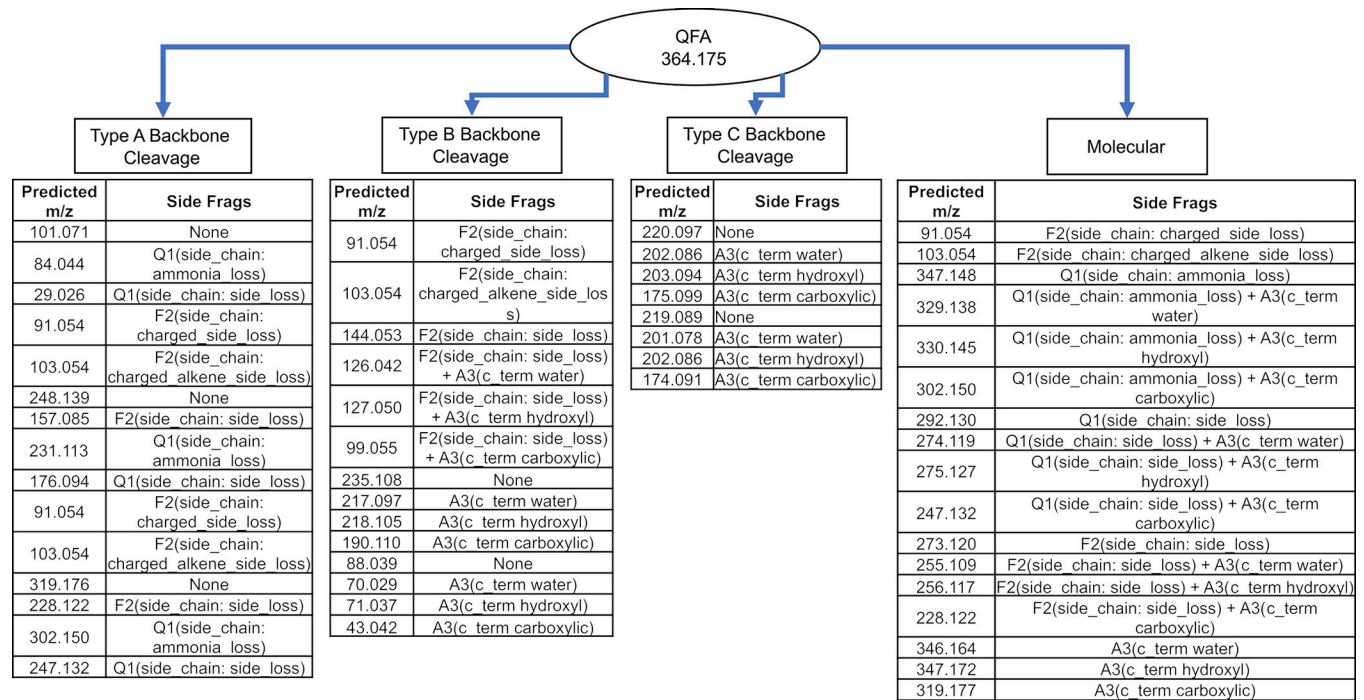 QFA
364.175
Type A Backbone
Cleavage
Predicted
m/z
Side Frags
101.071 None
84.044 Q1(side_chain:
ammonia_loss)
29.026 Q1(side_chain: side_loss)
91.054 F2(side_chain:
charged_side_loss)
103.054 F2(side_chain:
charged_alkene_side_loss)
248.139 None
157.085 F2(side_chain: side_loss)
231.113 Q1(side_chain:
ammonia_loss)
176.094 Q1(side_chain: side_loss)
91.054 F2(side_chain:
charged_side_loss)
103.054 F2(side_chain:
charged_alkene_side_loss)
319.176 None
228.122 F2(side_chain: side_loss)
302.150 Q1(side_chain:
ammonia_loss)
247.132 Q1(side_chain: side_loss)
Type B Backbone
Cleavage
Predicted
m/z
Side Frags
91.054 F2(side_chain:
charged_side_loss)
103.054 F2(side_chain:
charged_alkene_side_los
s)
144.053 F2(side_chain: side_loss)
126.042 F2(side_chain: side_loss)
+ A3(c_term water)
127.050 F2(side_chain: side_loss)
+ A3(c_term hydroxyl)
99.055 F2(side_chain: side_loss)
+ A3(c_term carboxylic)
235.108 None
217.097 A3(c_term water)
218.105 A3(c_term hydroxyl)
190.110 A3(c_term carboxylic)
88.039 None
70.029 A3(c_term water)
71.037 A3(c_term hydroxyl)
43.042 A3(c_term carboxylic)
Type C Backbone
Cleavage
Predicted
m/z
Side Frags
220.097 None
202.086 A3(c_term water)
203.094 A3(c_term hydroxyl)
175.099 A3(c_term carboxylic)
219.089 None
201.078 A3(c_term water)
202.086 A3(c_term hydroxyl)
174.091 A3(c_term carboxylic)
Molecular
Predicted
m/z
Side Frags
91.054 F2(side_chain: charged_side_loss)
103.054 F2(side_chain: charged_alkene_side_loss)
347.148 Q1(side_chain: ammonia_loss)
329.138 Q1(side_chain: ammonia_loss) + A3(c_term
water)
330.145 Q1(side_chain: ammonia_loss) + A3(c_term
hydroxyl)
302.150 Q1(side_chain: ammonia_loss) + A3(c_term
carboxylic)
292.130 Q1(side_chain: side_loss)
274.119 Q1(side_chain: side_loss) + A3(c_term water)
275.127 Q1(side_chain: side_loss) + A3(c_term
hydroxyl)
247.132 Q1(side_chain: side_loss) + A3(c_term
carboxylic)
273.120 F2(side_chain: side_loss)
255.109 F2(side_chain: side_loss) + A3(c_term water)
256.117 F2(side_chain: side_loss) + A3(c_term hydroxyl)
228.122 F2(side_chain: side_loss) + A3(c_term
carboxylic)
346.164 A3(c_term water)
347.172 A3(c_term hydroxyl)
319.177 A3(c_term carboxylic)